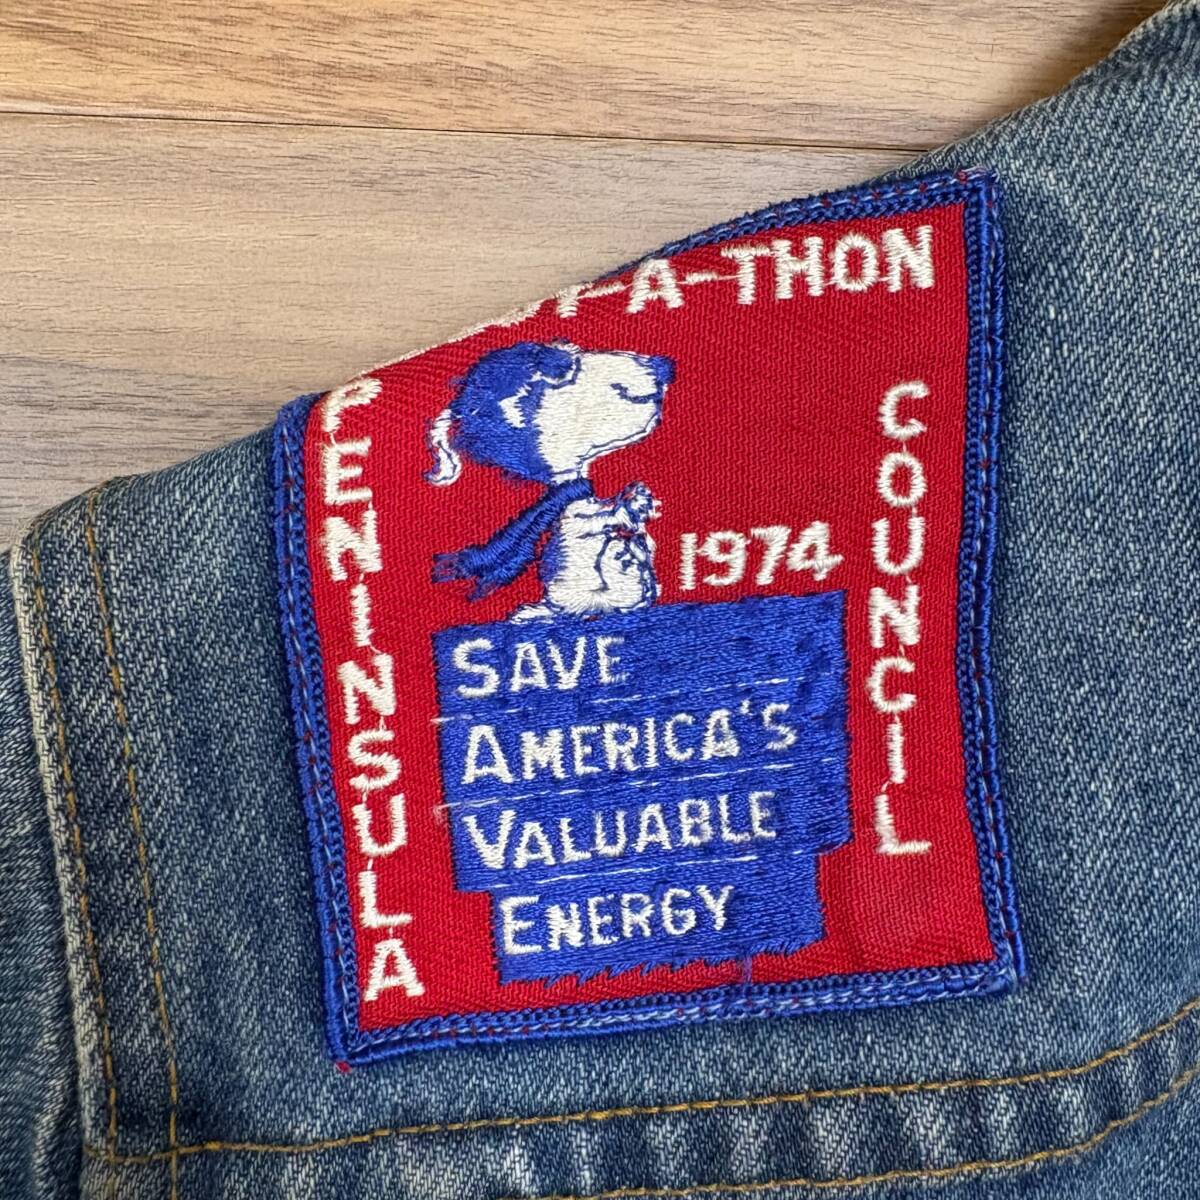 -A-THON
PENINSULA
COUNCIL
1974
SAVE
AMERICA'S
VALUABLE
ENERGY